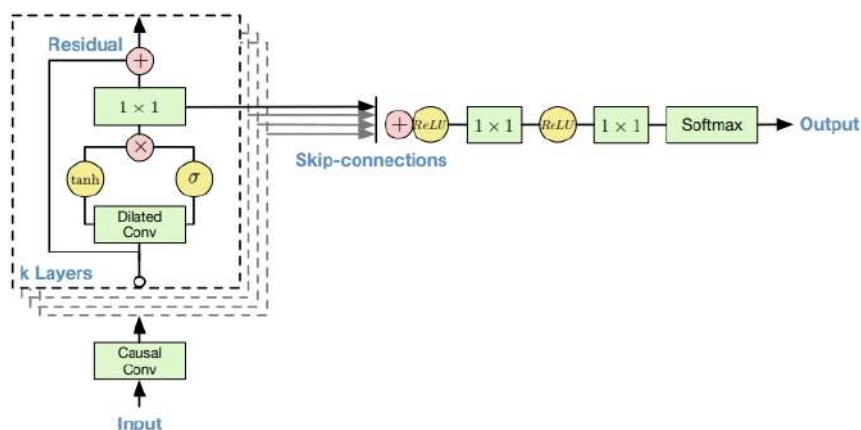 Residual
+
1 × 1
×
tanh
σ
Dilated
Conv
k Layers
Causal
Conv
Input
Skip-connections
+
ReLU
1 × 1
ReLU
1 × 1
Softmax
Output